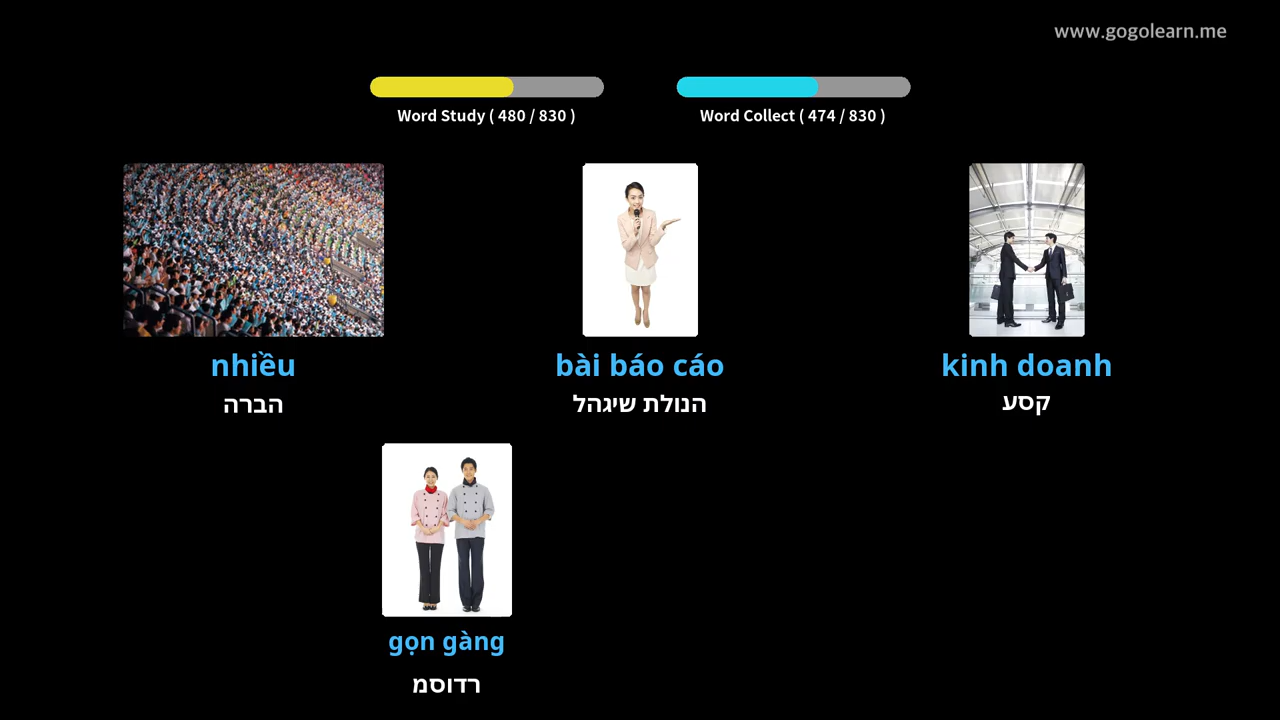 www.gogolearn.me
Word Study ( 480 / 830 )
Word Collect ( 474 / 830 )
nhiều
הברה
bài báo cáo
הנולת שיגהל
kinh doanh
קסע
gọn gàng
רדוסמ